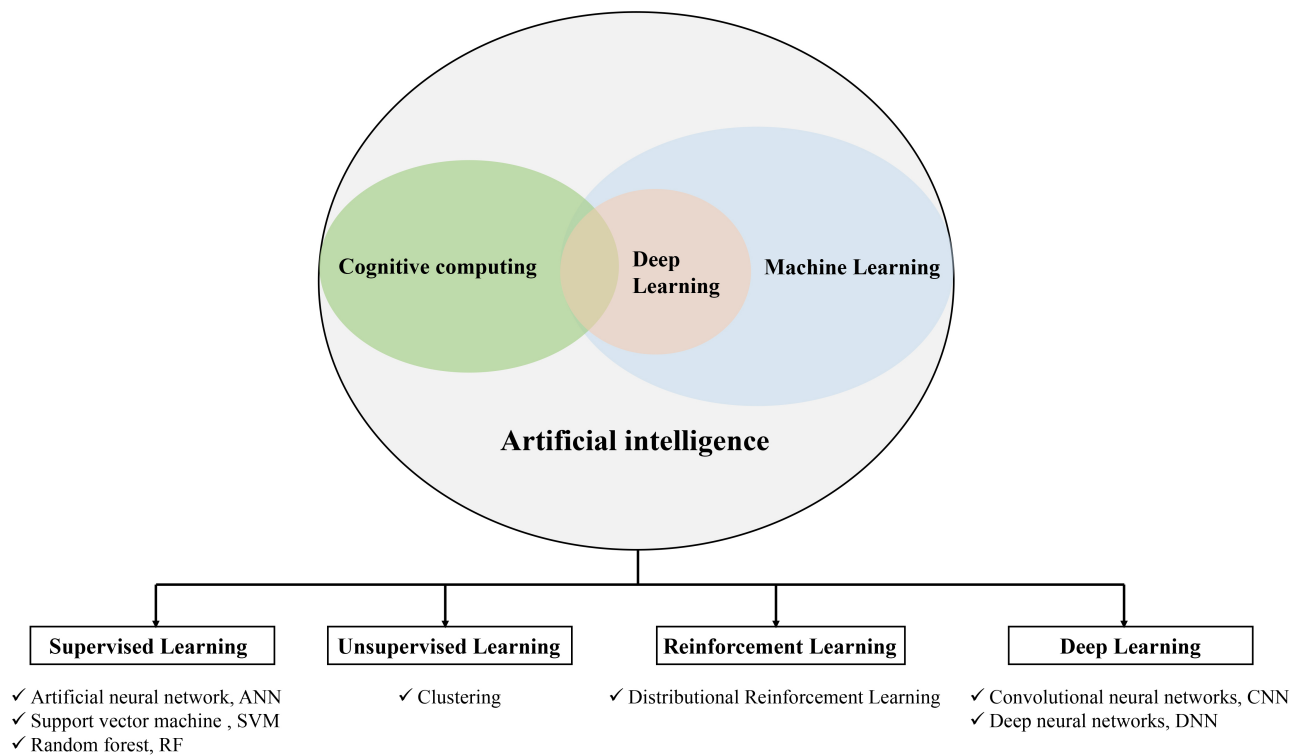 Cognitive computing
Deep
Learning
Machine Learning
Artificial intelligence
Supervised Learning
Unsupervised Learning
Reinforcement Learning
Deep Learning
✓ Artificial neural network, ANN
✓ Support vector machine , SVM
✓ Random forest, RF
✓ Clustering
✓ Distributional Reinforcement Learning
✓ Convolutional neural networks, CNN
✓ Deep neural networks, DNN